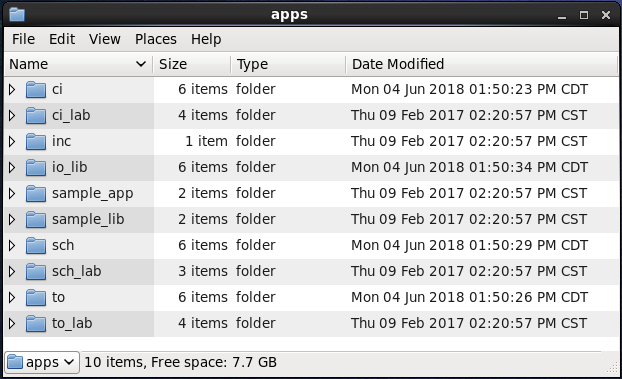 apps
File Edit View Places Help
Name Size Type Date Modified
ci 6 items folder Mon 04 Jun 2018 01:50:23 PM CDT
ci_lab 4 items folder Thu 09 Feb 2017 02:20:57 PM CST
inc 1 item folder Thu 09 Feb 2017 02:20:57 PM CST
io_lib 6 items folder Mon 04 Jun 2018 01:50:34 PM CDT
sample_app 2 items folder Thu 09 Feb 2017 02:20:57 PM CST
sample_lib 2 items folder Thu 09 Feb 2017 02:20:57 PM CST
sch 6 items folder Mon 04 Jun 2018 01:50:29 PM CDT
sch_lab 3 items folder Thu 09 Feb 2017 02:20:57 PM CST
to 6 items folder Mon 04 Jun 2018 01:50:26 PM CDT
to_lab 4 items folder Thu 09 Feb 2017 02:20:57 PM CST
apps 10 items, Free space: 7.7 GB